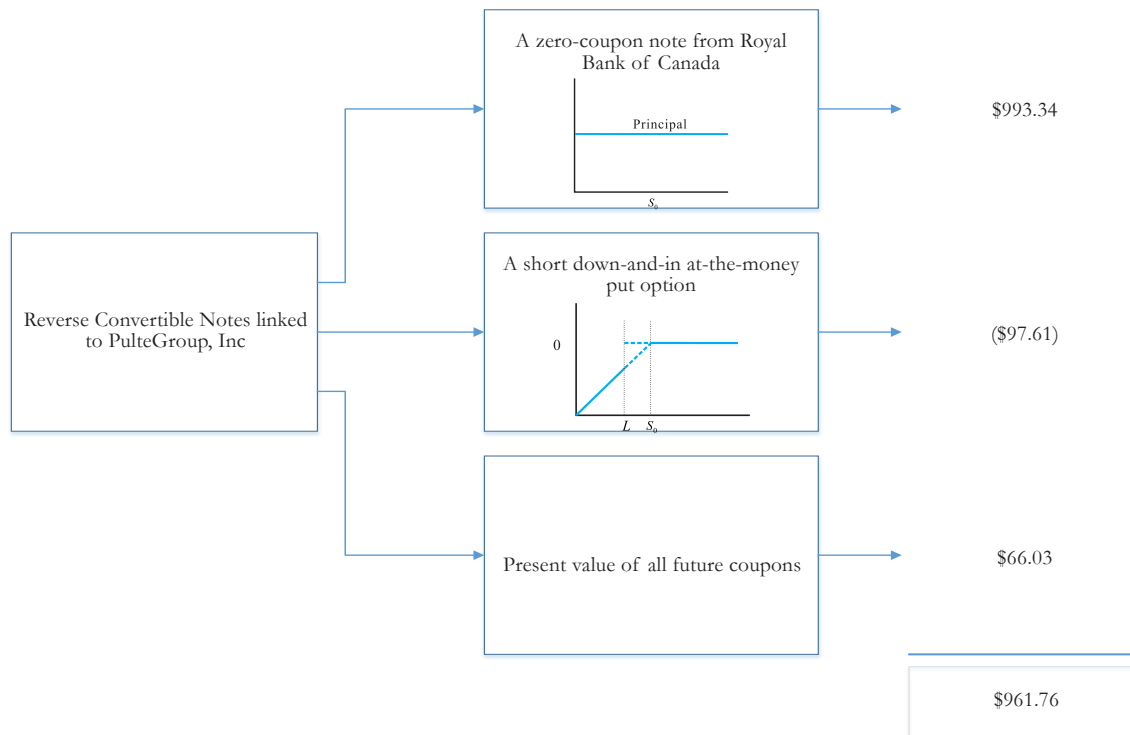 A zero-coupon note from Royal
Bank of Canada
Principal
S₀
$993.34
Reverse Convertible Notes linked
to PulteGroup, Inc
A short down-and-in at-the-money
put option
0
L S₀
($97.61)
Present value of all future coupons
$66.03
$961.76